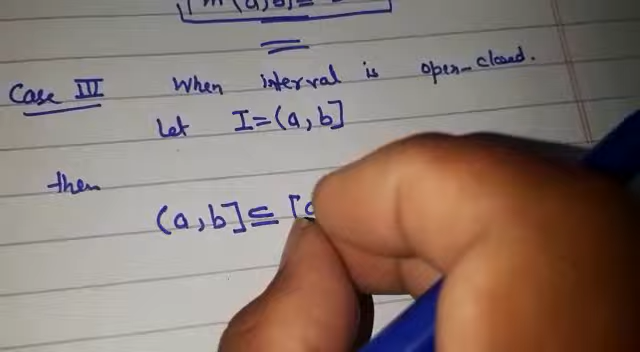 m (a,b) =
Case III When interval is open-closed.
Let I=(a, b]
then
(a,b] ⊆ [a